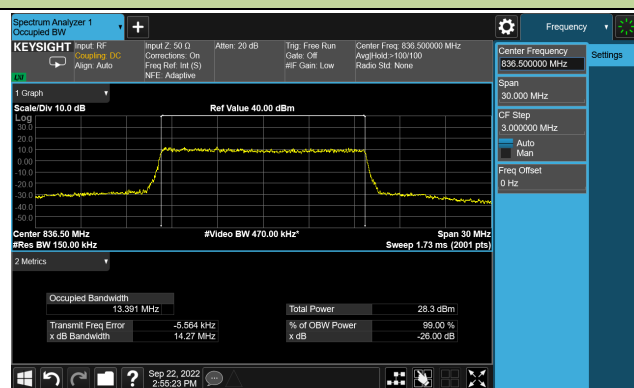 Spectrum Analyzer 1
Occupied BW
Frequency
KEYSIGHT
Input: RF
Coupling: DC
Align: Auto
Input Z: 50 Ω
Corrections: On
Freq Ref: Int (S)
NFE: Adaptive
Atten: 20 dB
Trig: Free Run
Gate: Off
#IF Gain: Low
Center Freq: 836.500000 MHz
Avg|Hold:>100/100
Radio Std: None
LXI
1 Graph
Scale/Div 10.0 dB
Ref Value 40.00 dBm
Log
30.0
20.0
10.0
0.00
-10.0
-20.0
-30.0
-40.0
-50.0
Center 836.50 MHz
#Video BW 470.00 kHz*
Span 30 MHz
#Res BW 150.00 kHz
Sweep 1.73 ms (2001 pts)
2 Metrics
Occupied Bandwidth
13.391 MHz
Total Power
28.3 dBm
Transmit Freq Error
-5.564 kHz
% of OBW Power
99.00 %
x dB Bandwidth
14.27 MHz
x dB
-26.00 dB
Center Frequency
836.500000 MHz
Settings
Span
30.000 MHz
CF Step
3.000000 MHz
Auto
Man
Freq Offset
0 Hz
?
Sep 22, 2022
2:55:23 PM